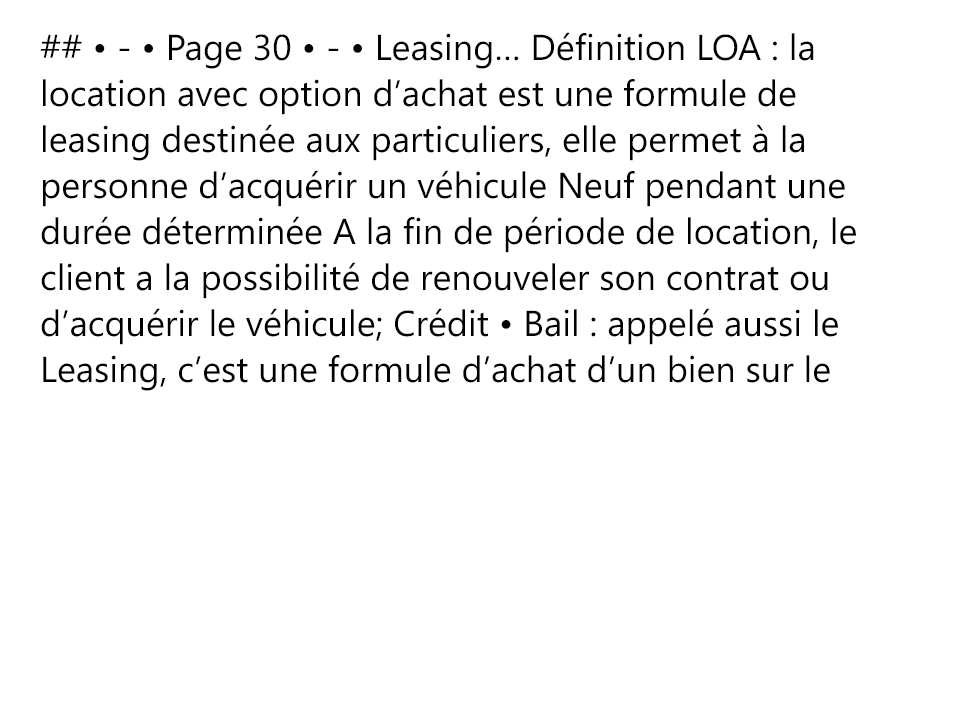 ## • - • Page 30 • - • Leasing… Définition LOA : la
location avec option d’achat est une formule de
leasing destinée aux particuliers, elle permet à la
personne d’acquérir un véhicule Neuf pendant une
durée déterminée A la fin de période de location, le
client a la possibilité de renouveler son contrat ou
d’acquérir le véhicule; Crédit • Bail : appelé aussi le
Leasing, c’est une formule d’achat d’un bien sur le